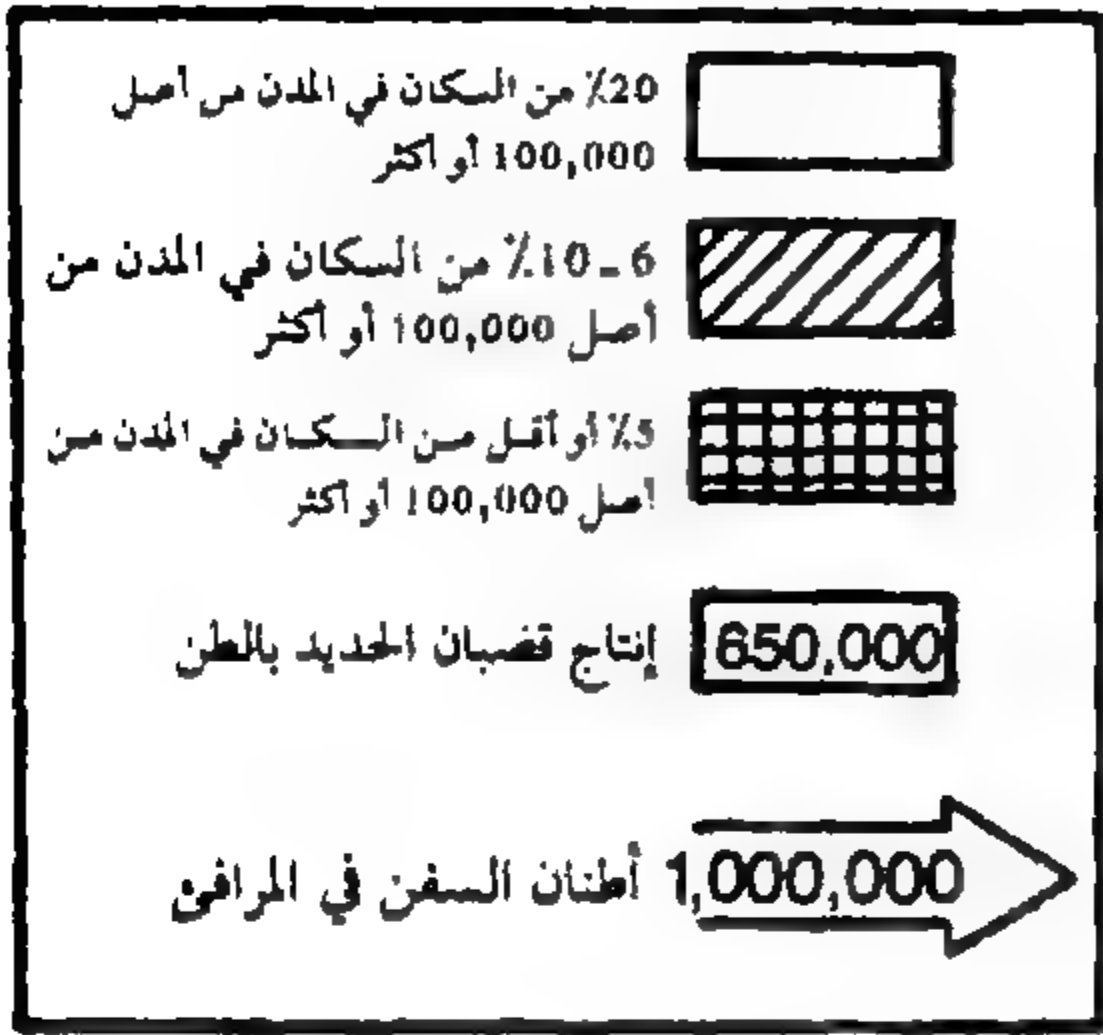 20٪ من السكان في المدن من أصل
100,000 أو أكثر
6 ـ 10٪ من السكان في المدن من
أصل 100,000 أو أكثر
5٪ أو أقل من السكان في المدن من
أصل 100,000 أو أكثر
إنتاج قضبان الحديد بالطن
650,000
أطنان السفن في المرافئ
1,000,000